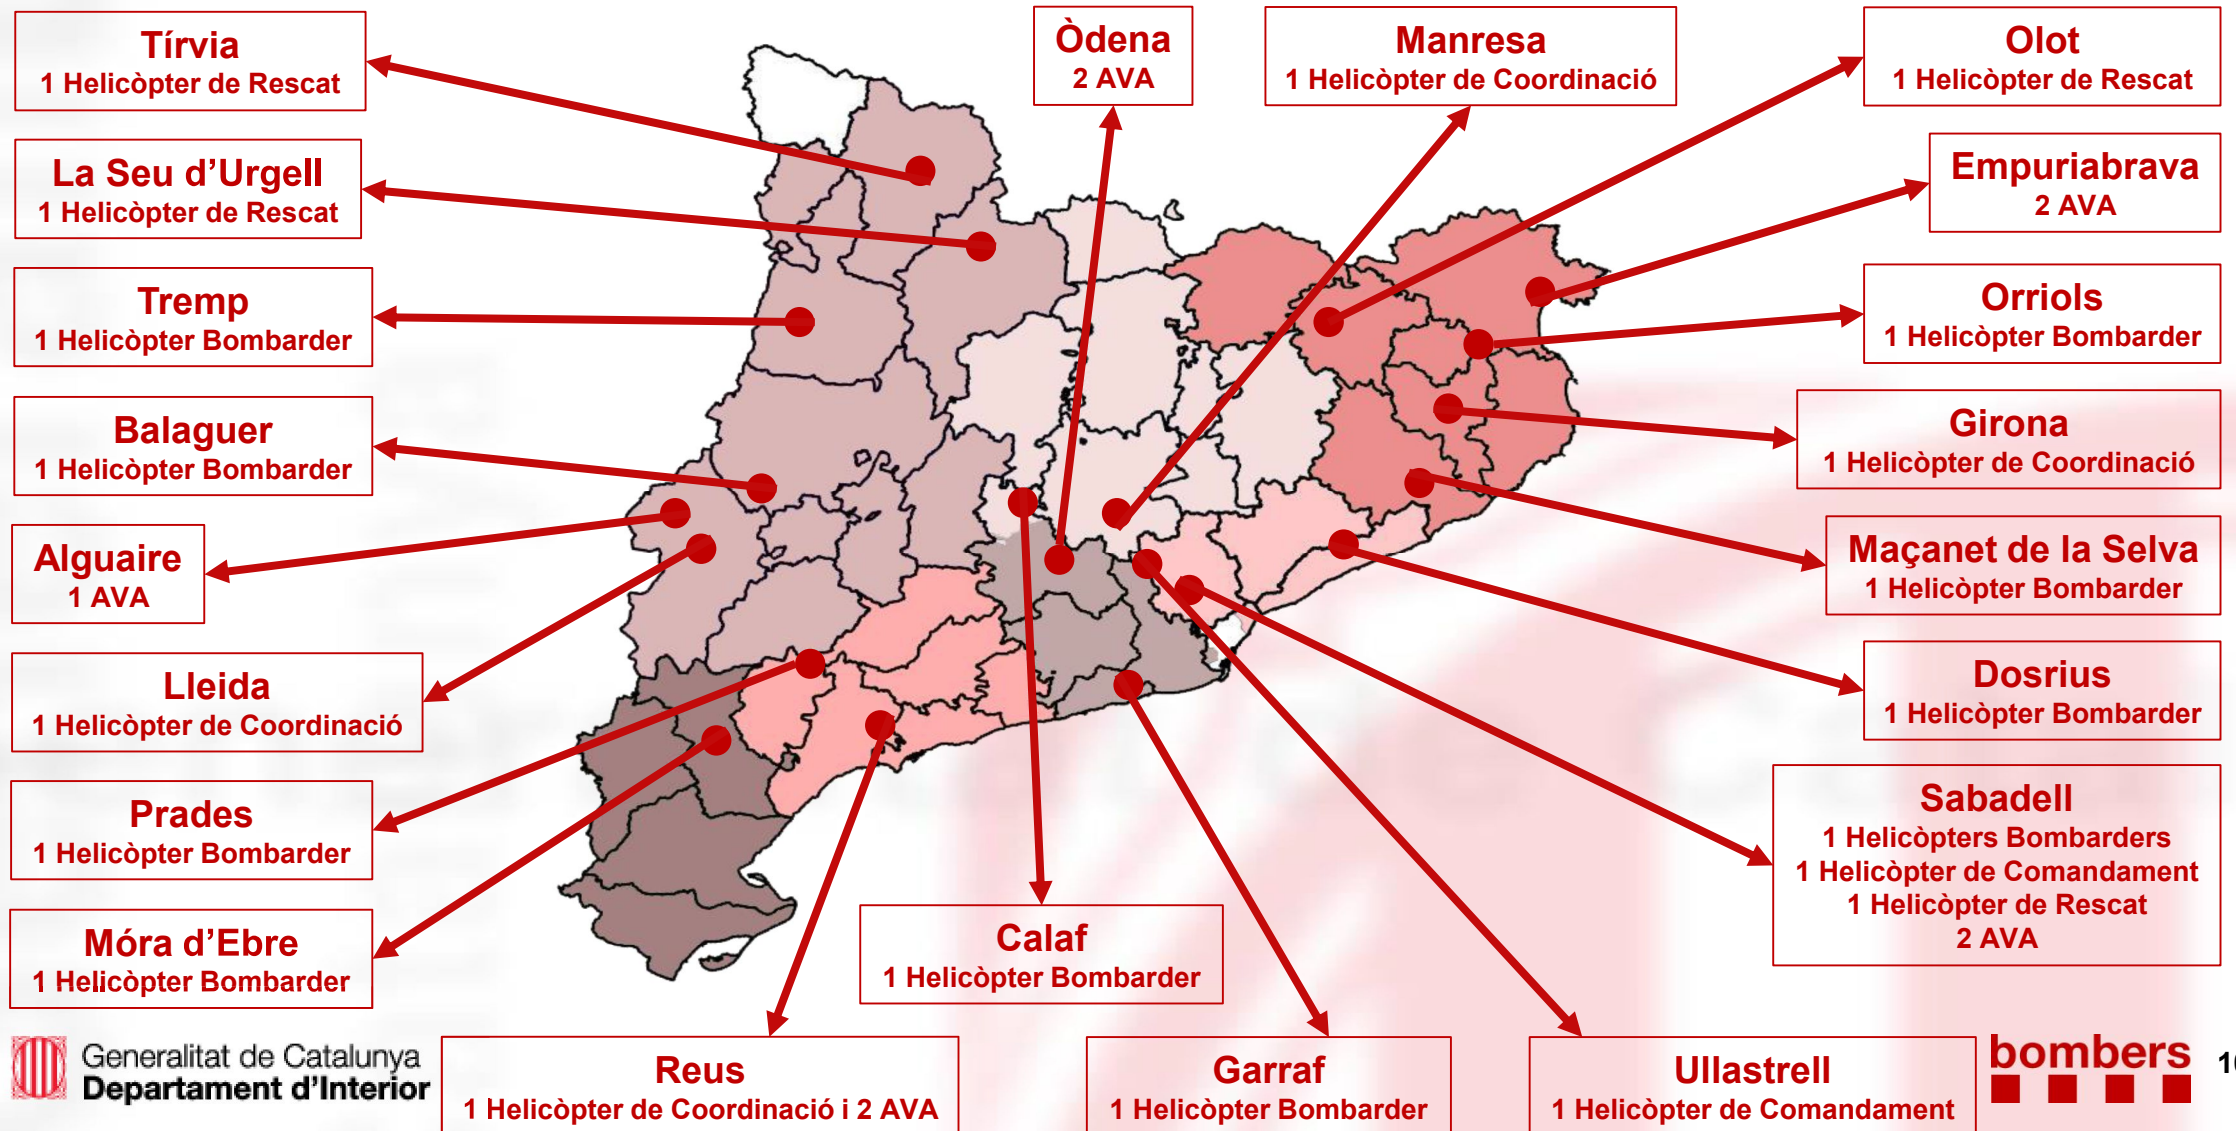 Tírvia
1 Helicòpter de Rescat
La Seu d'Urgell
1 Helicòpter de Rescat
Tremp
1 Helicòpter Bombarder
Balaguer
1 Helicòpter Bombarder
Alguaire
1 AVA
Lleida
1 Helicòpter de Coordinació
Prades
1 Helicòpter Bombarder
Móra d'Ebre
1 Helicòpter Bombarder
Òdena
2 AVA
Manresa
1 Helicòpter de Coordinació
Olot
1 Helicòpter de Rescat
Empuriabrava
2 AVA
Orriols
1 Helicòpter Bombarder
Girona
1 Helicòpter de Coordinació
Maçanet de la Selva
1 Helicòpter Bombarder
Dosrius
1 Helicòpter Bombarder
Sabadell
1 Helicòpters Bombarders
1 Helicòpter de Comandament
1 Helicòpter de Rescat
2 AVA
Calaf
1 Helicòpter Bombarder
Reus
1 Helicòpter de Coordinació i 2 AVA
Garraf
1 Helicòpter Bombarder
Ullastrell
1 Helicòpter de Comandament
Generalitat de Catalunya
Departament d'Interior
bombers